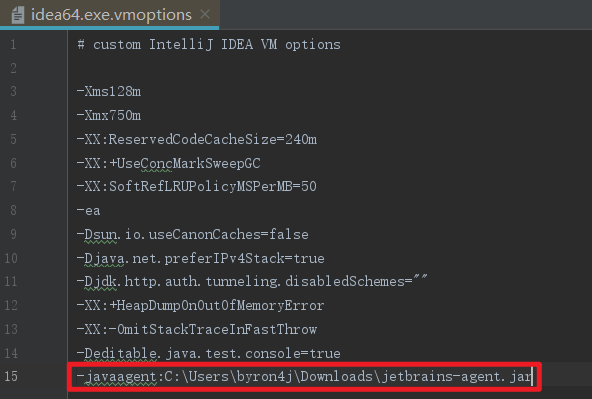 idea64.exe.vmoptions ×
1 # custom IntelliJ IDEA VM options
2
3 -Xms128m
4 -Xmx750m
5 -XX:ReservedCodeCacheSize=240m
6 -XX:+UseConcMarkSweepGC
7 -XX:SoftRefLRUPolicyMSPerMB=50
8 -ea
9 -Dsun.io.useCanonCaches=false
10 -Djava.net.preferIPv4Stack=true
11 -Djdk.http.auth.tunneling.disabledSchemes=""
12 -XX:+HeapDumpOnOutOfMemoryError
13 -XX:-OmitStackTraceInFastThrow
14 -Deditable.java.test.console=true
15 -javaagent:C:\Users\byron4j\Downloads\jetbrains-agent.jar